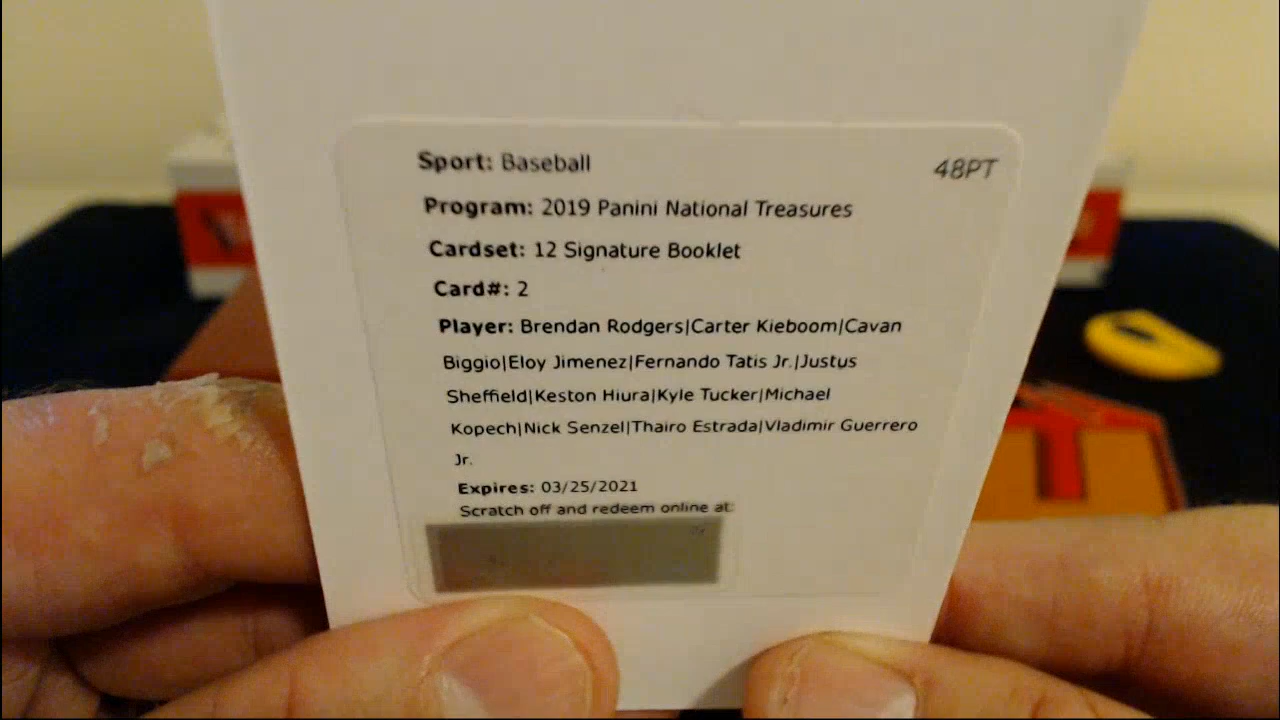 Sport: Baseball
48PT
Program: 2019 Panini National Treasures
Cardset: 12 Signature Booklet
Card#: 2
Player: Brendan Rodgers|Carter Kieboom|Cavan
Biggio|Eloy Jimenez|Fernando Tatis Jr.|Justus
Sheffield|Keston Hiura|Kyle Tucker|Michael
Kopech|Nick Senzel|Thairo Estrada|Vladimir Guerrero
Jr.
Expires: 03/25/2021
Scratch off and redeem online at: